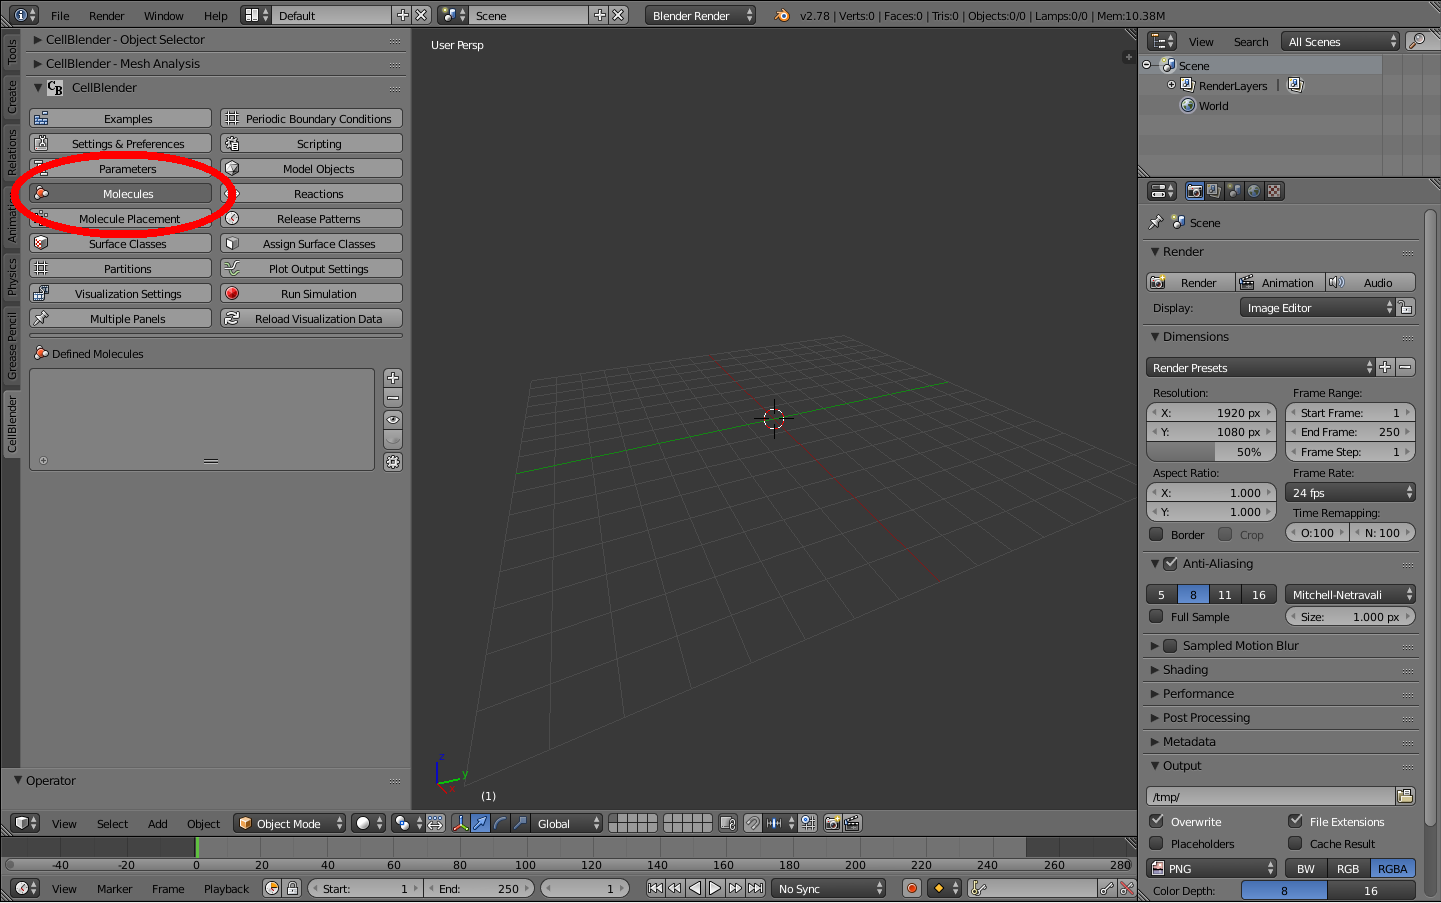 File Render Window Help Default Scene Blender Render v2.78 | Verts:0 | Faces:0 | Tris:0 | Objects:0/0 | Lamps:0/0 | Mem:10.38M
Tools
Create
Relations
Animation
Physics
Grease Pencil
CellBlender
CellBlender - Object Selector
CellBlender - Mesh Analysis
CB CellBlender
Examples Periodic Boundary Conditions
Settings & Preferences Scripting
Parameters Model Objects
Molecules Reactions
Molecule Placement Release Patterns
Surface Classes Assign Surface Classes
Partitions Plot Output Settings
Visualization Settings Run Simulation
Multiple Panels Reload Visualization Data
Defined Molecules
Operator
User Persp
z
y
x
(1)
View Select Add Object Object Mode Global
-40 -20 0 20 40 60 80 100 120 140 160 180 200 220 240 260 280
View Marker Frame Playback Start: 1 End: 250 1 No Sync
View Search All Scenes
Scene
RenderLayers |
World
Scene
Render
Render Animation Audio
Display: Image Editor
Dimensions
Render Presets
Resolution: Frame Range:
X: 1920 px Start Frame: 1
Y: 1080 px End Frame: 250
50% Frame Step: 1
Aspect Ratio: Frame Rate:
X: 1.000 24 fps
Y: 1.000 Time Remapping:
Border Crop O:100 N: 100
Anti-Aliasing
5 8 11 16 Mitchell-Netravali
Full Sample Size: 1.000 px
Sampled Motion Blur
Shading
Performance
Post Processing
Metadata
Output
/tmp/
Overwrite File Extensions
Placeholders Cache Result
PNG BW RGB RGBA
Color Depth: 8 16